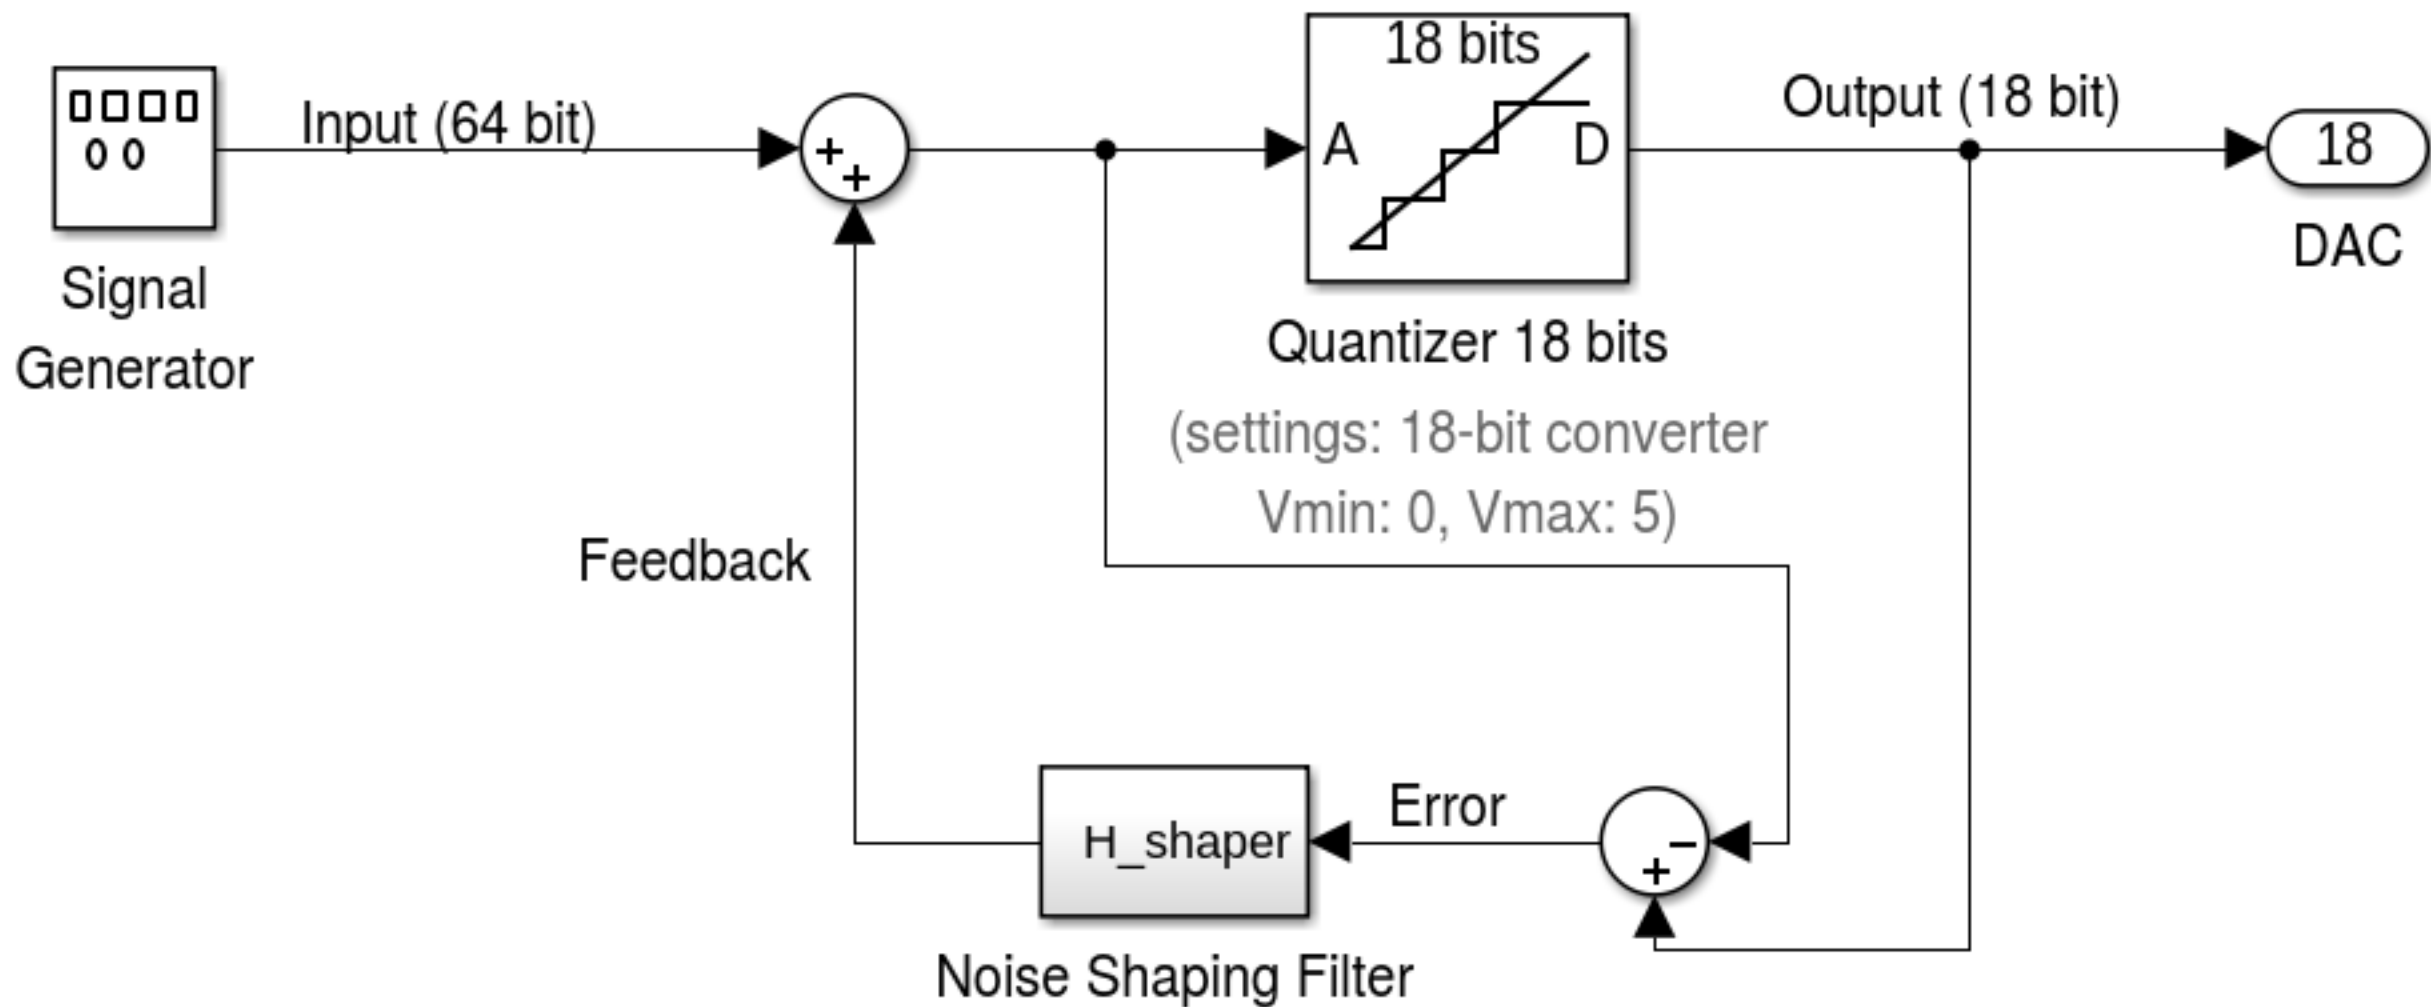 18 bits
Input (64 bit)
Output (18 bit)
+
+
A
D
18
Signal
Generator
DAC
Quantizer 18 bits
(settings: 18-bit converter
Vmin: 0, Vmax: 5)
Feedback
Error
H_shaper
−
+
Noise Shaping Filter